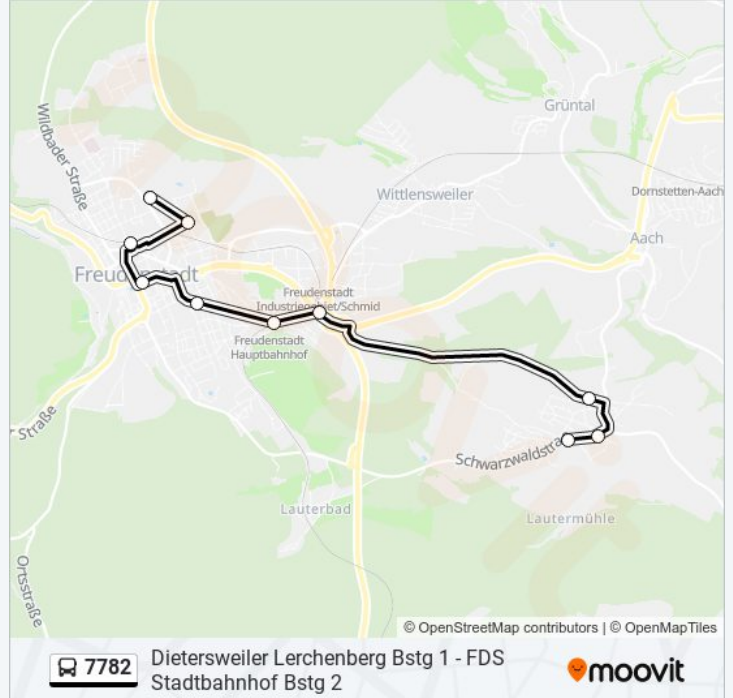 Wildbader Straße
Grüntal
Wittlensweiler
Dornstetten-Aach
Aach
Freudenstadt
Freudenstadt
Industriegebiet/Schmid
Freudenstadt
Hauptbahnhof
r Straße
Schwarzwaldstra
Lauterbad
Lautermühle
Ortsstraße
© OpenStreetMap contributors | © OpenMapTiles
7782
Dietersweiler Lerchenberg Bstg 1 - FDS
Stadtbahnhof Bstg 2
moovit